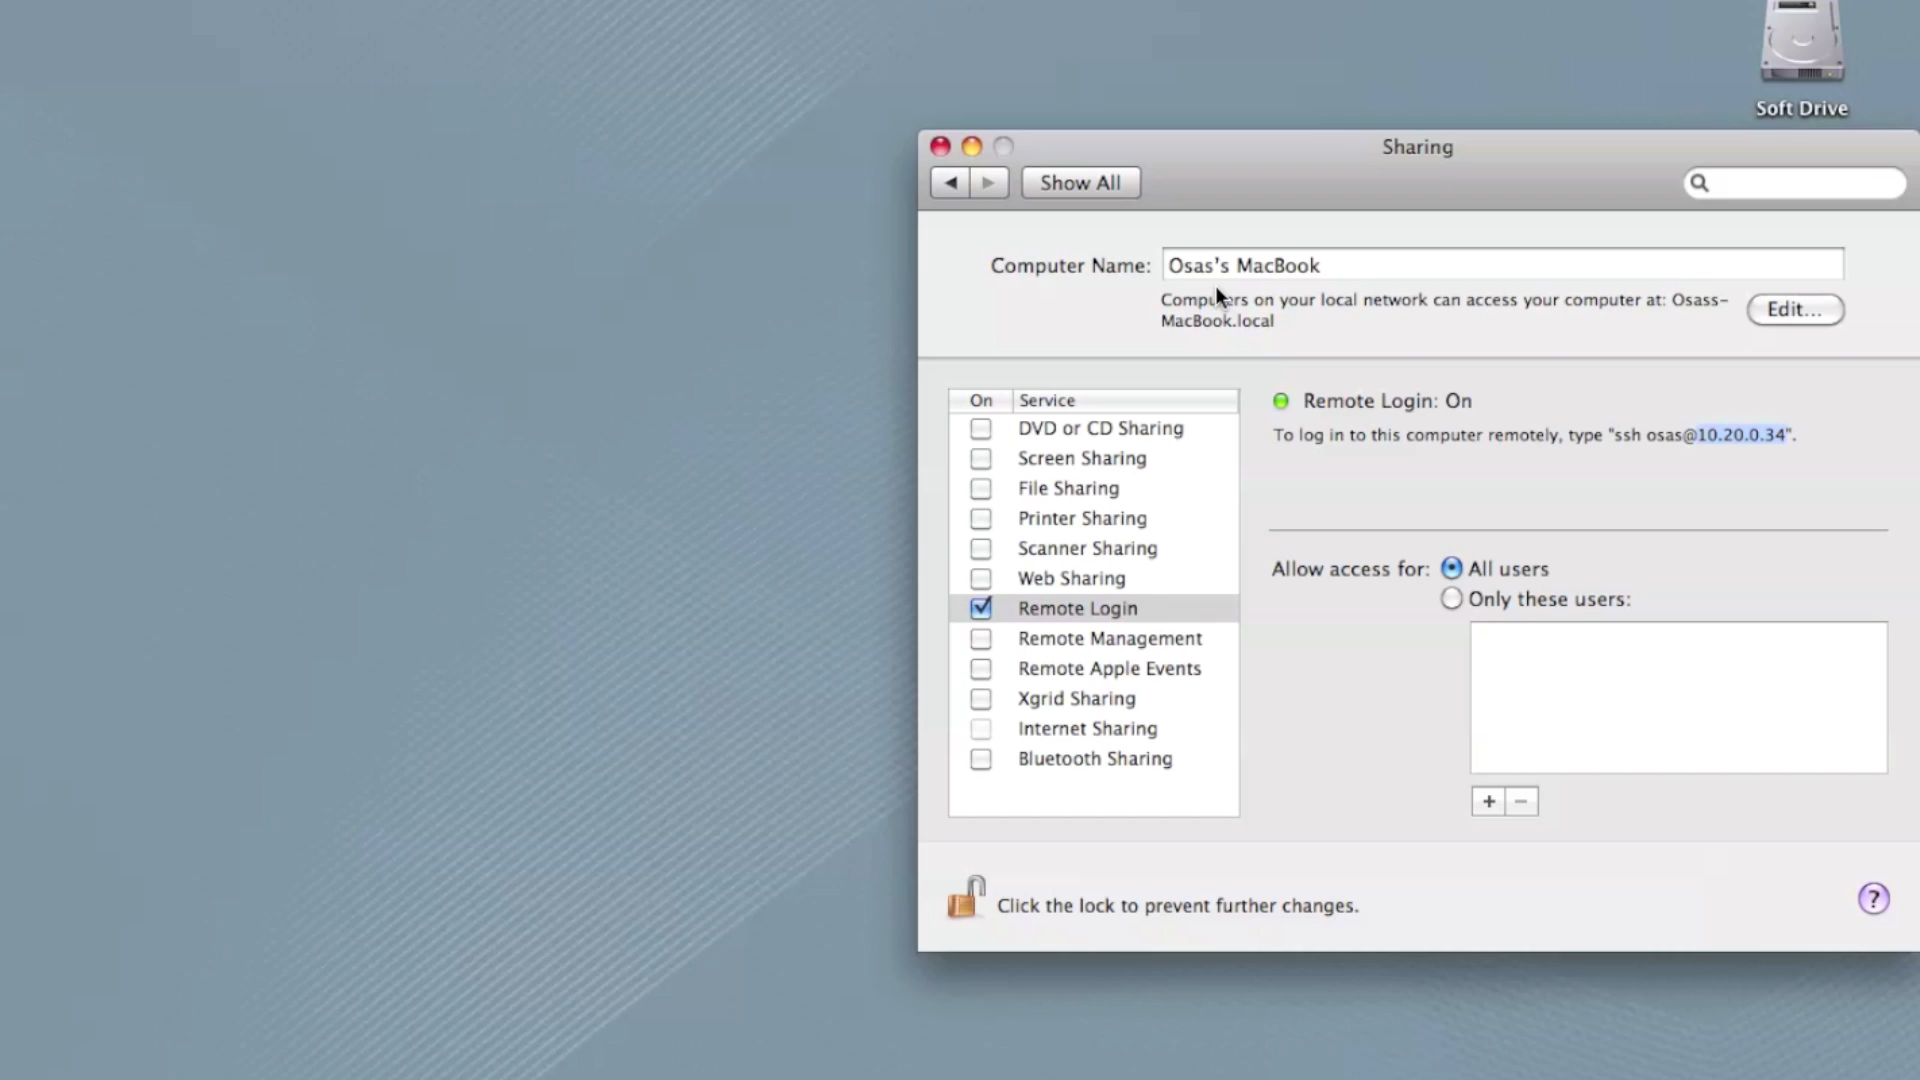 Soft Drive
Sharing
Show All
Computer Name: Osas's MacBook
Computers on your local network can access your computer at: Osass-
MacBook.local
Edit...
On Service
DVD or CD Sharing
Screen Sharing
File Sharing
Printer Sharing
Scanner Sharing
Web Sharing
Remote Login
Remote Management
Remote Apple Events
Xgrid Sharing
Internet Sharing
Bluetooth Sharing
Remote Login: On
To log in to this computer remotely, type "ssh osas@10.20.0.34".
Allow access for: All users
Only these users:
+ −
Click the lock to prevent further changes.
?